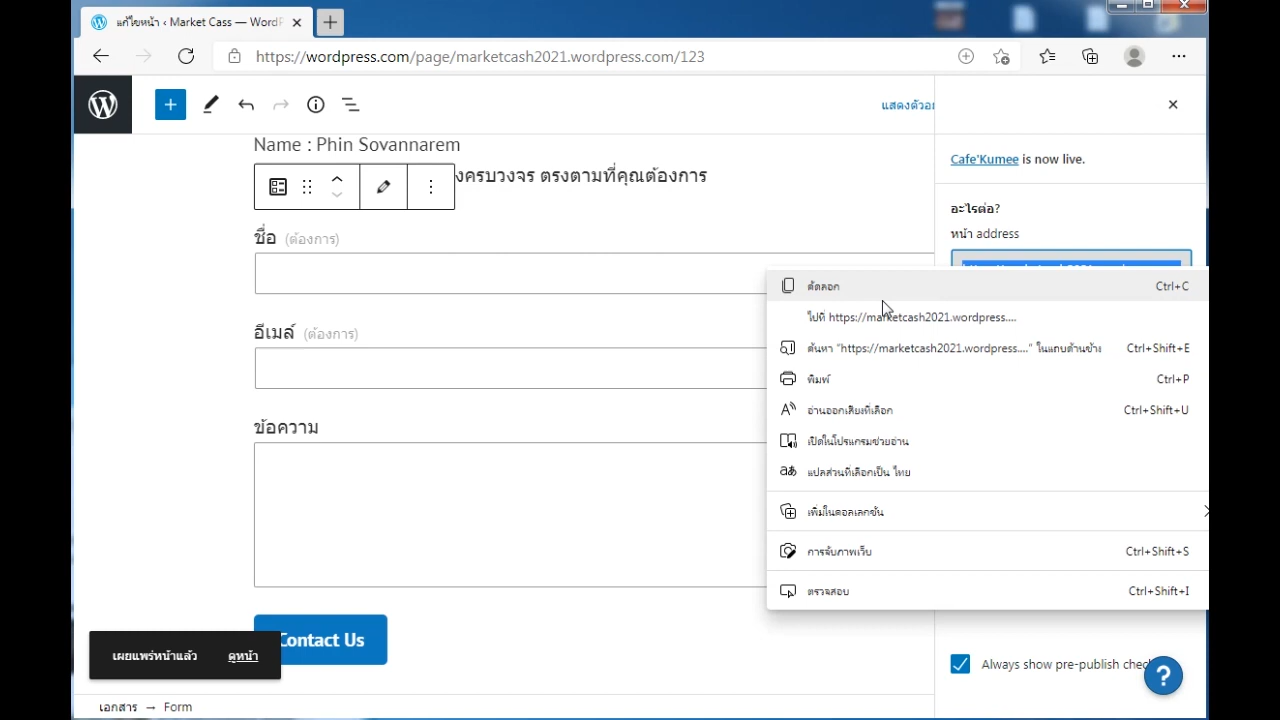 แก้ไขหน้า ‹ Market Cass — WordP
https://wordpress.com/page/marketcash2021.wordpress.com/123
แสดงตัวอย
Name : Phin Sovannarem
งครบวงจร ตรงตามที่คุณต้องการ
Cafe'Kumee is now live.
อะไรต่อ?
หน้า address
ชื่อ (ต้องการ)
อีเมล์ (ต้องการ)
ข้อความ
คัดลอก Ctrl+C
ไปที่ https://marketcash2021.wordpress....
ค้นหา "https://marketcash2021.wordpress...." ในแถบด้านข้าง Ctrl+Shift+E
พิมพ์ Ctrl+P
อ่านออกเสียงที่เลือก Ctrl+Shift+U
เปิดในโปรแกรมช่วยอ่าน
แปลส่วนที่เลือกเป็น ไทย
เพิ่มในคอลเลกชัน
การจับภาพเว็บ Ctrl+Shift+S
ตรวจสอบ Ctrl+Shift+I
Contact Us
เผยแพร่หน้าแล้ว ดูหน้า
Always show pre-publish chec
?
เอกสาร → Form